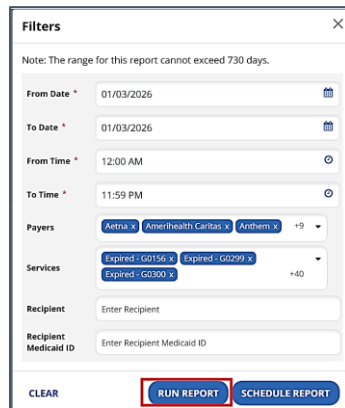 Filters ×
Note: The range for this report cannot exceed 730 days.
From Date * 01/03/2026
To Date * 01/03/2026
From Time * 12:00 AM
To Time * 11:59 PM
Payers Aetna x Amerihealth Caritas x Anthem x +9
Expired - G0156 x Expired - G0299 x
Services Expired - G0300 x +40
Recipient Enter Recipient
Recipient
Medicaid ID Enter Recipient Medicaid ID
CLEAR RUN REPORT SCHEDULE REPORT